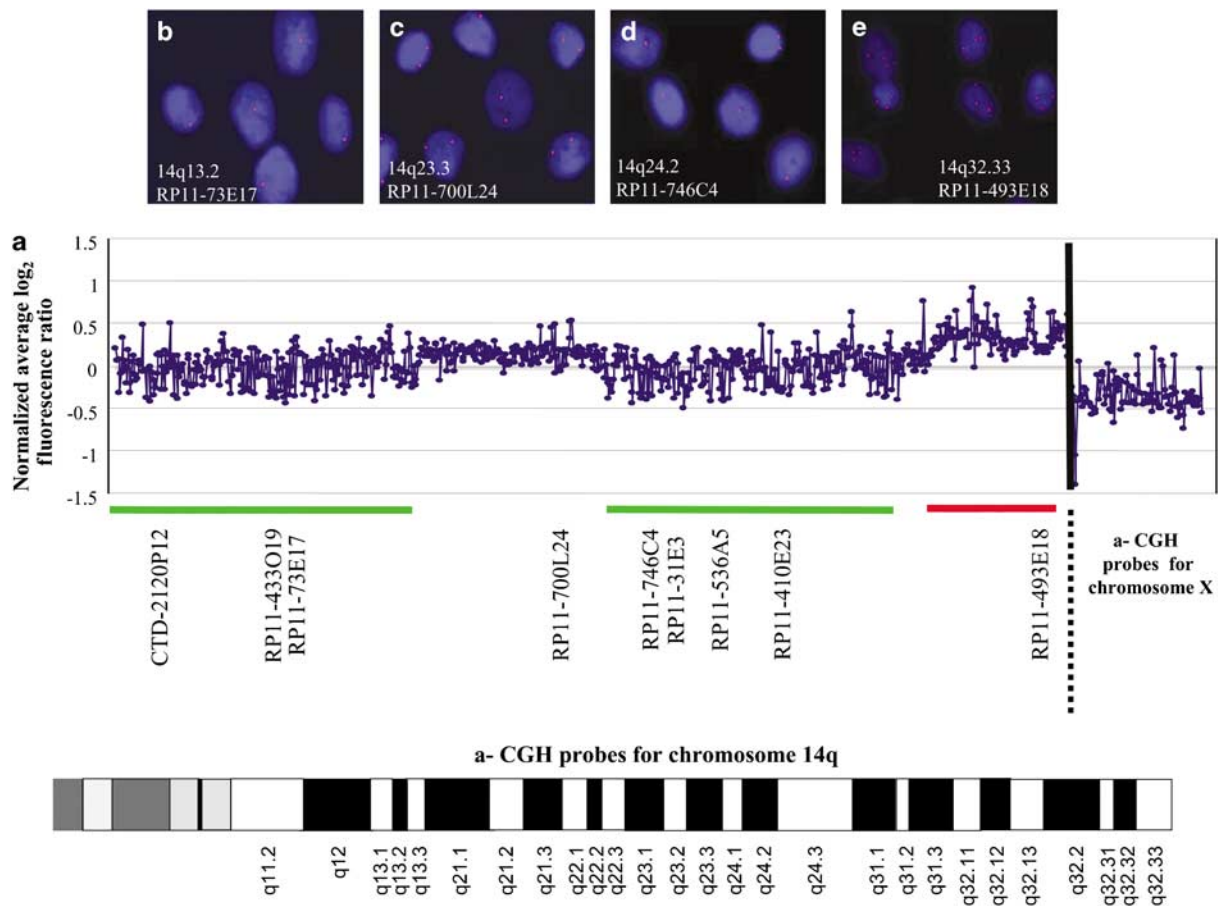 b
c
d
e
14q13.2
RP11-73E17
14q23.3
RP11-700L24
14q24.2
RP11-746C4
14q32.33
RP11-493E18
a
Normalized average log2
fluorescence ratio
1.5
1
0.5
0
-0.5
-1
-1.5
CTD-2120P12
RP11-433O19
RP11-73E17
RP11-700L24
RP11-746C4
RP11-31E3
RP11-536A5
RP11-410E23
RP11-493E18
a- CGH
probes for
chromosome X
a- CGH probes for chromosome 14q
q11.2
q12
q13.1
q13.2
q13.3
q21.1
q21.2
q21.3
q22.1
q22.2
q22.3
q23.1
q23.2
q23.3
q24.1
q24.2
q24.3
q31.1
q31.2
q31.3
q32.11
q32.12
q32.13
q32.2
q32.31
q32.32
q32.33